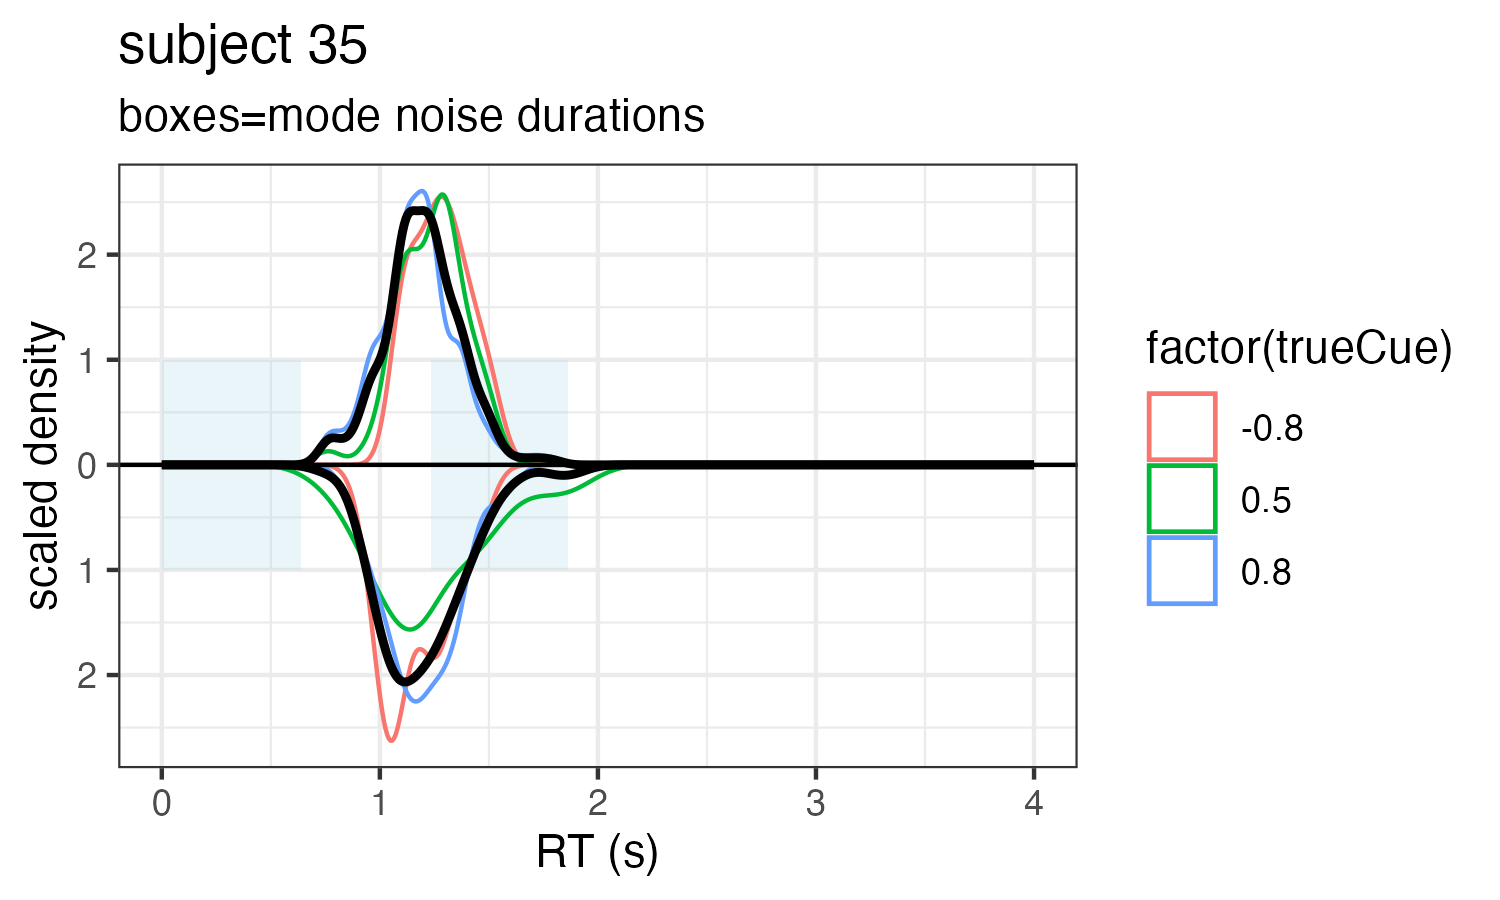 subject 35
boxes=mode noise durations
scaled density
2
1
0
1
2
0 1 2 3 4
RT (s)
factor(trueCue)
-0.8
0.5
0.8